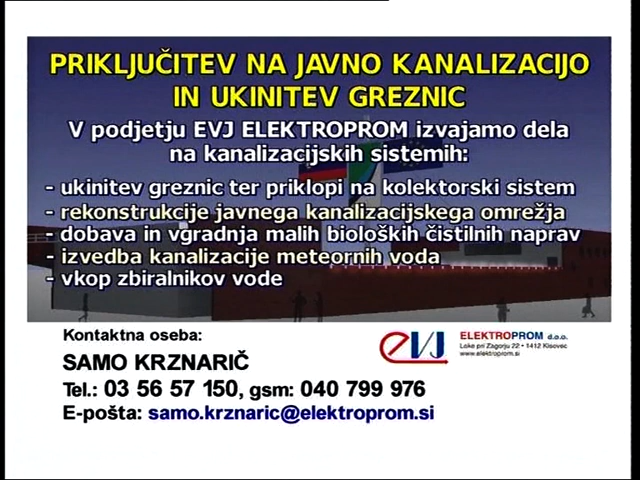 PRIKLJUČITEV NA JAVNO KANALIZACIJO
IN UKINITEV GREZNIC
V podjetju EVJ ELEKTROPROM izvajamo dela
na kanalizacijskih sistemih:
- ukinitev greznic ter priklopi na kolektorski sistem
- rekonstrukcije javnega kanalizacijskega omrežja
- dobava in vgradnja malih bioloških čistilnih naprav
- izvedba kanalizacije meteornih voda
- vkop zbiralnikov vode
Kontaktna oseba:
SAMO KRZNARIČ
Tel.: 03 56 57 150, gsm: 040 799 976
E-pošta: samo.krznaric@elektroprom.si
EVJ
ELEKTROPROM d.o.o.
Loke pri Zagorju 22 • 1412 Kisovec
www.elektroprom.si